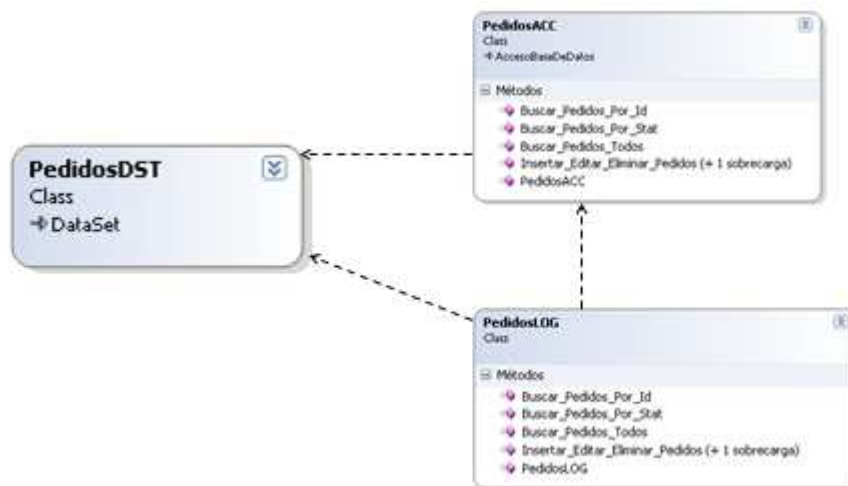 PedidosACC
Class
AccesoBaseDeDatos
Métodos
Buscar_Pedidos_Por_Id
Buscar_Pedidos_Por_Stat
Buscar_Pedidos_Todos
Insertar_Editar_Eliminar_Pedidos (+ 1 sobrecarga)
PedidosACC
PedidosDST
Class
DataSet
PedidosLOG
Class
Métodos
Buscar_Pedidos_Por_Id
Buscar_Pedidos_Por_Stat
Buscar_Pedidos_Todos
Insertar_Editar_Eliminar_Pedidos (+ 1 sobrecarga)
PedidosLOG